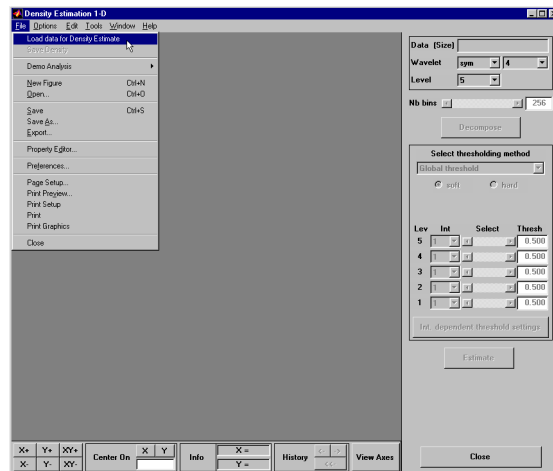 Density Estimation 1-D
File Options Edit Tools Window Help
Load data for Density Estimate
Save Density
Demo Analysis
New Figure Ctrl+N
Open... Ctrl+O
Save Ctrl+S
Save As...
Export...
Property Editor...
Preferences...
Page Setup...
Print Preview...
Print Setup
Print
Print Graphics
Close
Data (Size)
Wavelet sym 4
Level 5
Nb bins 256
Decompose
Select thresholding method
Global threshold
soft hard
Lev Int Select Thresh
5 1 0.500
4 1 0.500
3 1 0.500
2 1 0.500
1 1 0.500
Int. dependent threshold settings
Estimate
X+ Y+ XY+
X- Y- XY-
Center On X Y
Info X =
Y =
History <- ->
<<-
View Axes
Close